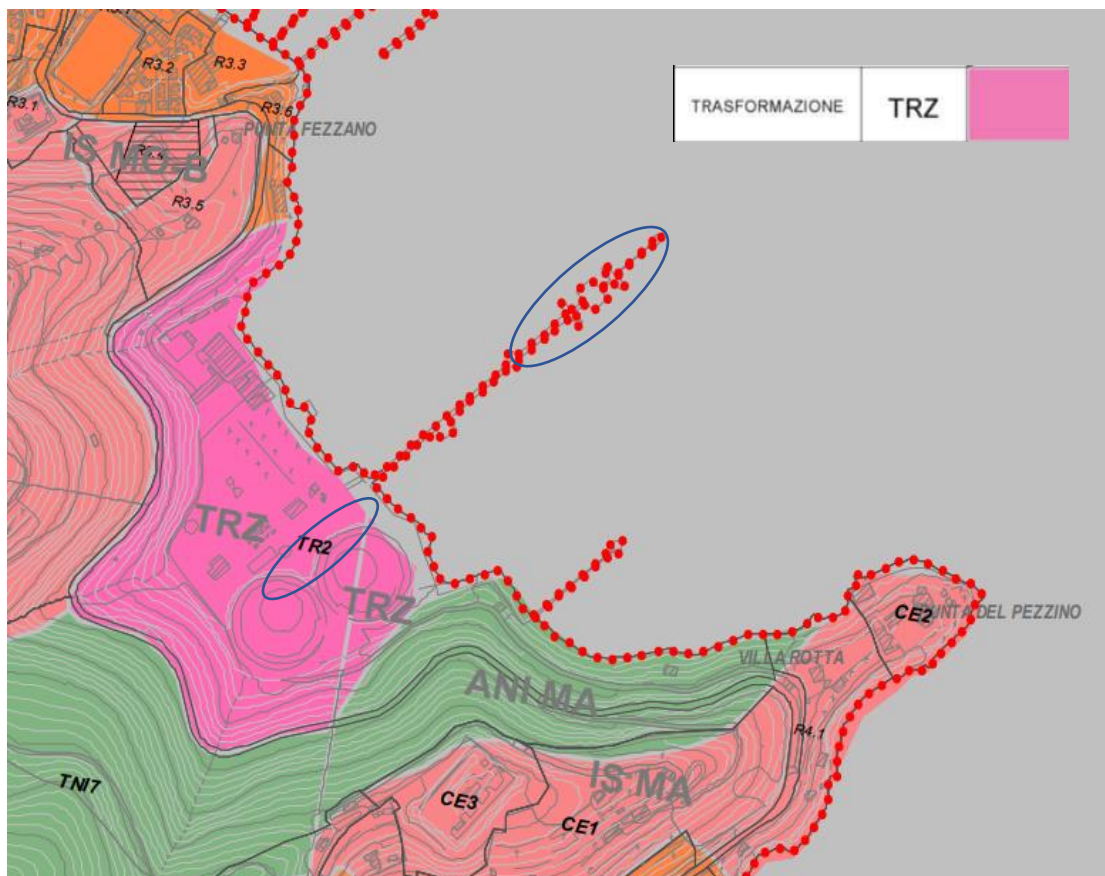 R3.2
R3.3
R3.1
R3.6
PUNTA FEZZANO
IS MO-B
R3.5
TRASFORMAZIONE
TRZ
TRZ
TR2
TRZ
CE2
PUNTA DEL PEZZINO
VILLA ROTTA
ANI MA
R4.1
TNI7
IS MA
CE3
CE1